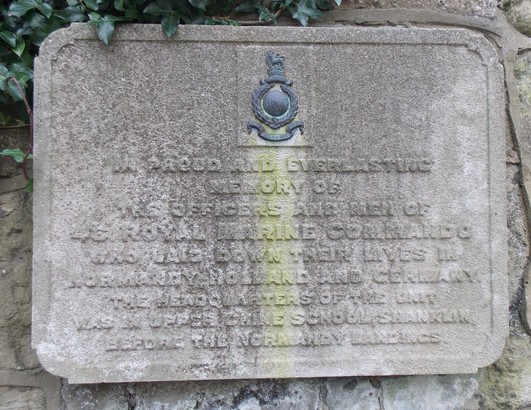 IN PROUD AND EVERLASTING
MEMORY OF
THE OFFICERS AND MEN OF
46 ROYAL MARINE COMMANDO
WHO LAID DOWN THEIR LIVES IN
NORMANDY, HOLLAND AND GERMANY
THE HEADQUARTERS OF THE UNIT
WAS IN UPPER CHINE SCHOOL, SHANKLIN,
BEFORE THE NORMANDY LANDINGS